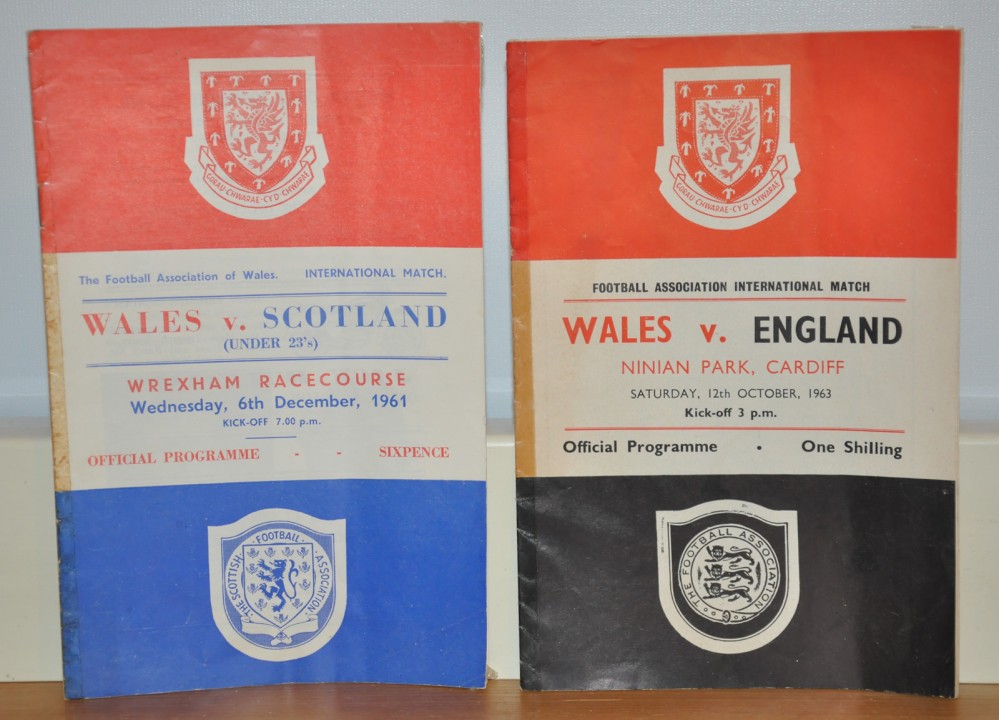 GORAU·CHWARAE·CYD·CHWARAE
The Football Association of Wales. INTERNATIONAL MATCH.
WALES v. SCOTLAND
(UNDER 23's)
WREXHAM RACECOURSE
Wednesday, 6th December, 1961
KICK-OFF 7.00 p.m.
OFFICIAL PROGRAMME - - SIXPENCE
THE SCOTTISH FOOTBALL ASSOCIATION
GORAU CHWARAE·CYD·CHWARAE
FOOTBALL ASSOCIATION INTERNATIONAL MATCH
WALES v. ENGLAND
NINIAN PARK, CARDIFF
SATURDAY, 12th OCTOBER, 1963
Kick-off 3 p.m.
Official Programme • One Shilling
THE FOOTBALL ASSOCIATION